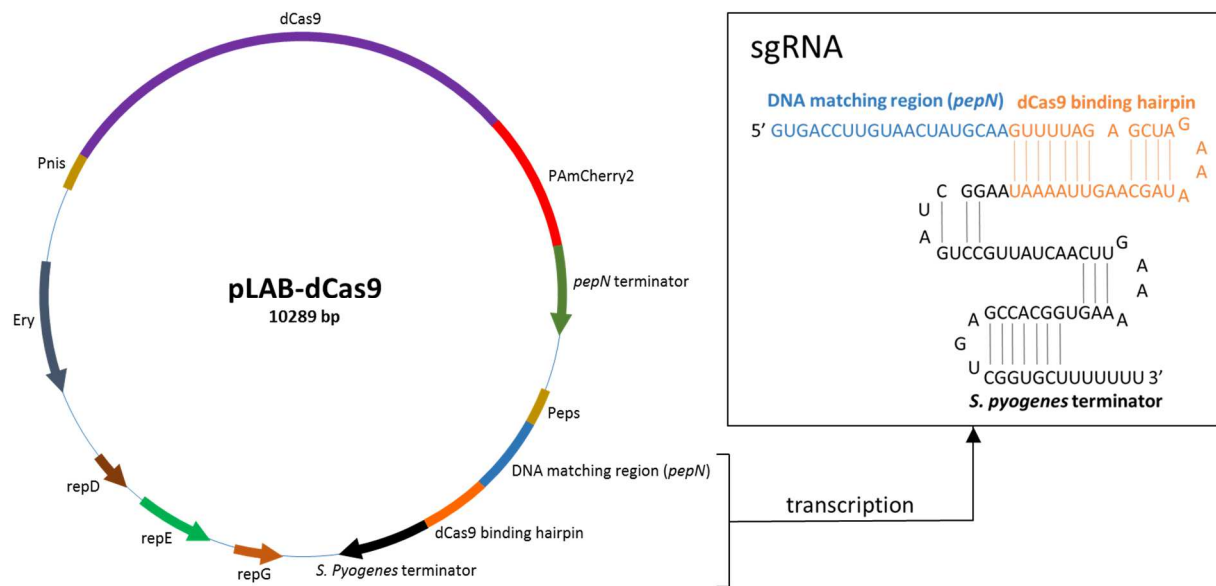 dCas9
Pnis
PAmCherry2
pepN terminator
pLAB-dCas9
10289 bp
Ery
Peps
DNA matching region (pepN)
repD
dCas9 binding hairpin
repE
S. Pyogenes terminator
repG
transcription
sgRNA
DNA matching region (pepN) dCas9 binding hairpin
5' GUGACCUUGUAACUAUGCAAGUUUUAG A GCUA
G
A
A
A
C GGAAUAAAAUUGAACGAU
U
A
GUCCGUUAUCAACUU
G
A
A
A
GCCACGGUGAA
A
G
U
CGGUGCUUUUUUU 3'
S. pyogenes terminator